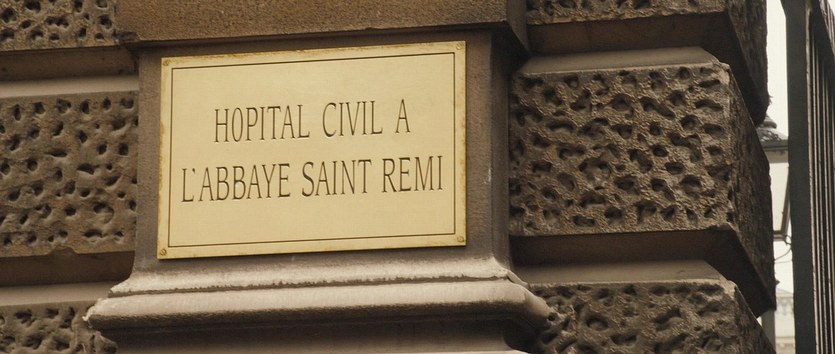 HOPITAL CIVIL A
L'ABBAYE SAINT REMI